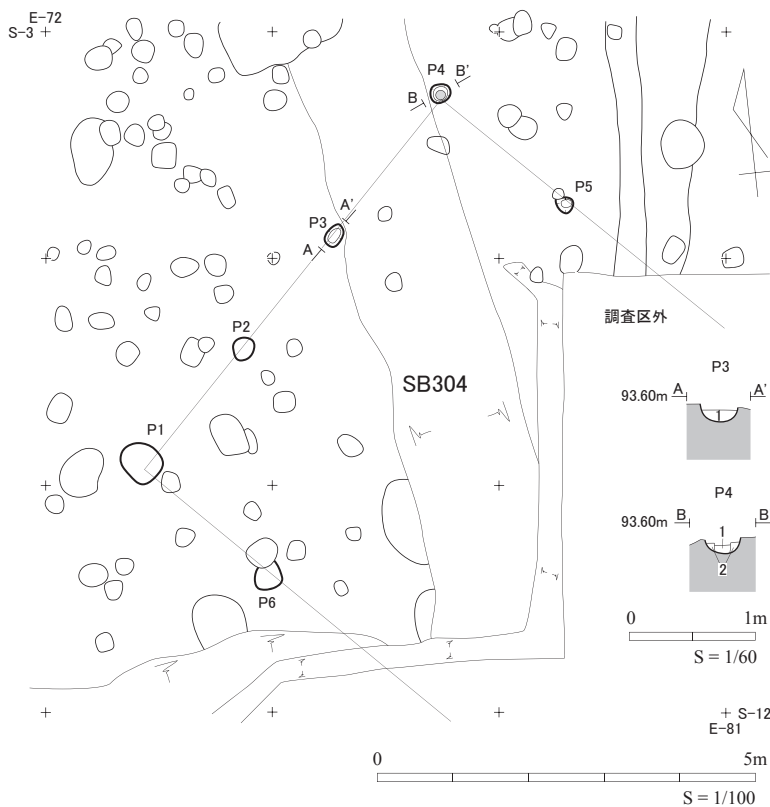 E-72
S-3
P4
B'
B
P5
A'
P3
A
調査区外
P2
P3
SB304
93.60m A A'
1
P1
P4
B B
93.60m 1
2
P6
0 1m
S = 1/60
S-12
E-81
0 5m
S = 1/100